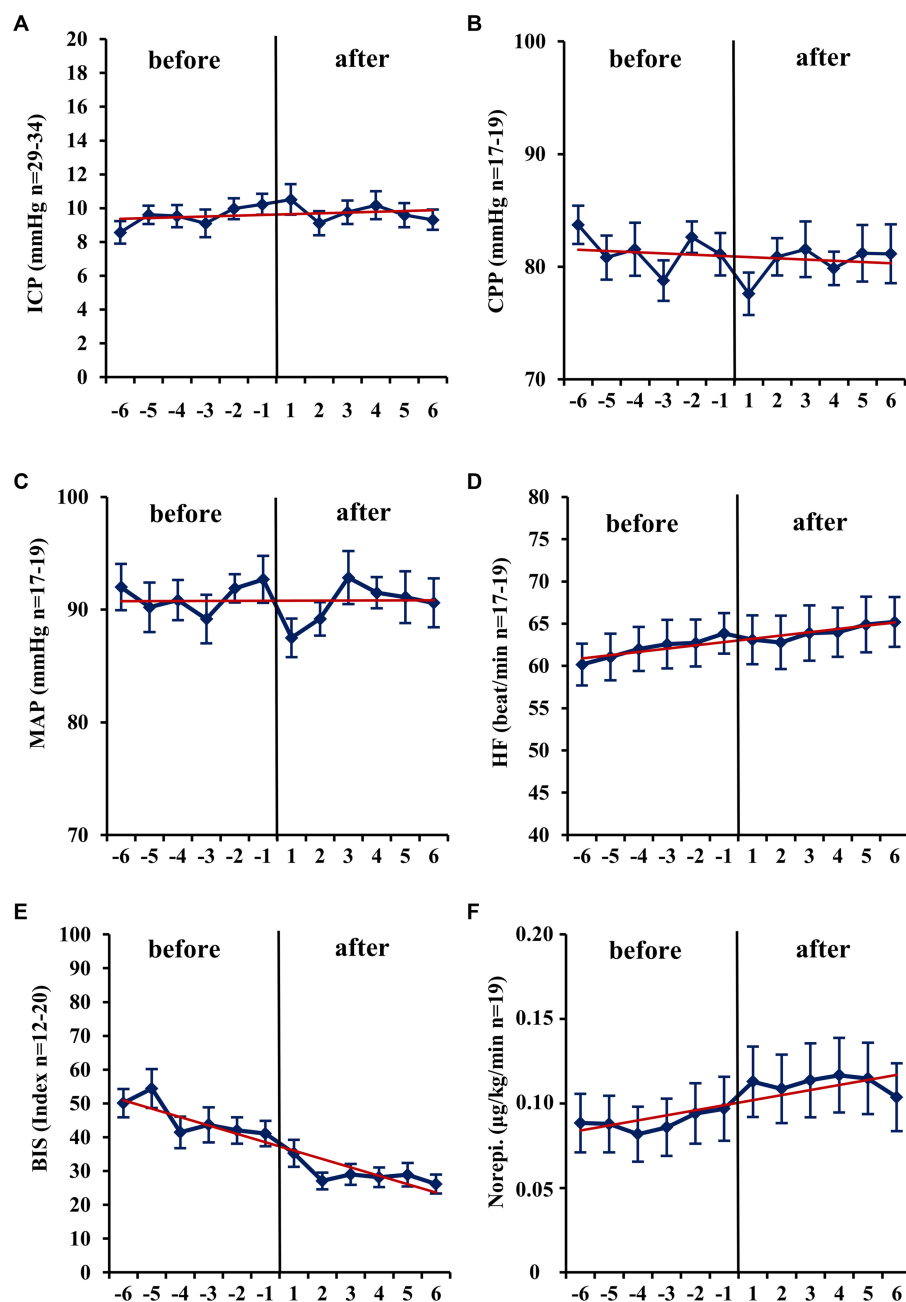 A
ICP (mmHg n=29-34)
before after
20
18
16
14
12
10
8
6
4
2
0
-6 -5 -4 -3 -2 -1 1 2 3 4 5 6
B
CPP (mmHg n=17-19)
before after
100
90
80
70
-6 -5 -4 -3 -2 -1 1 2 3 4 5 6
C
MAP (mmHg n=17-19)
before after
100
90
80
70
-6 -5 -4 -3 -2 -1 1 2 3 4 5 6
D
HF (beat/min n=17-19)
before after
80
75
70
65
60
55
50
45
40
-6 -5 -4 -3 -2 -1 1 2 3 4 5 6
E
BIS (Index n=12-20)
before after
100
90
80
70
60
50
40
30
20
10
0
-6 -5 -4 -3 -2 -1 1 2 3 4 5 6
F
Norepi. (µg/kg/min n=19)
before after
0.20
0.15
0.10
0.05
0
-6 -5 -4 -3 -2 -1 1 2 3 4 5 6